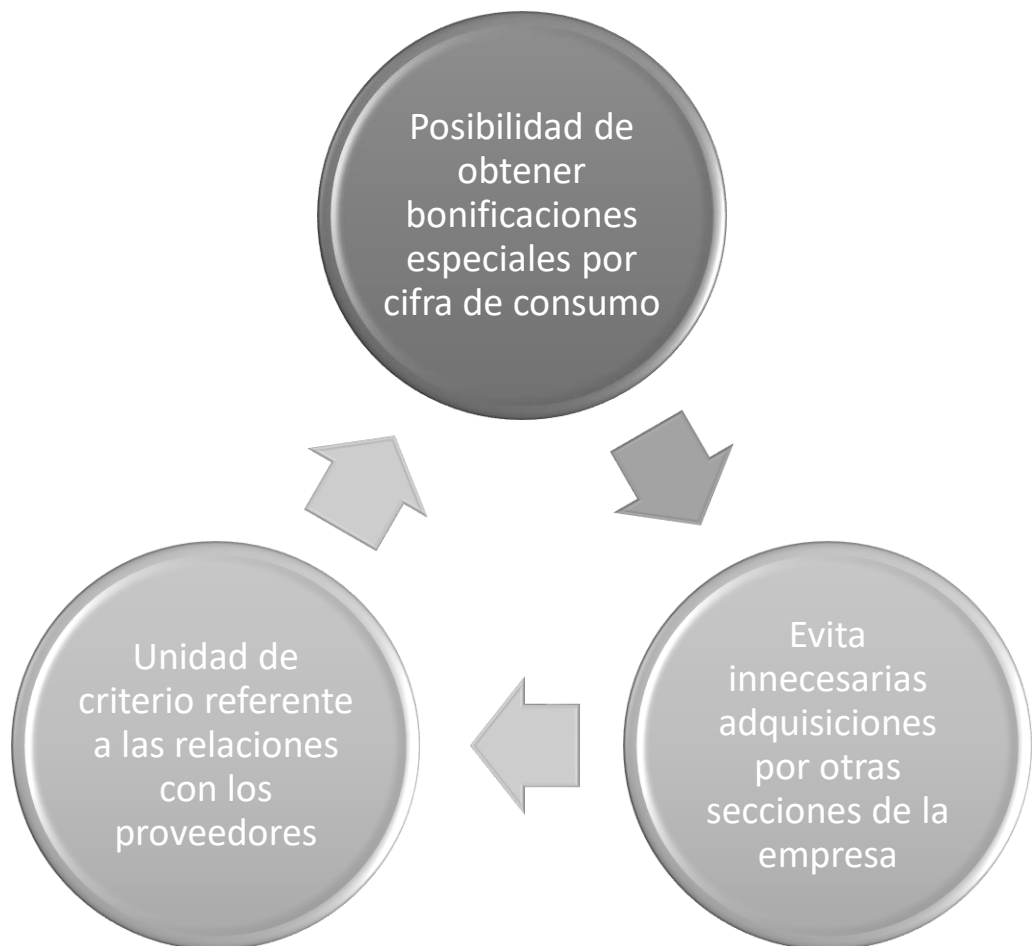 Posibilidad de
obtener
bonificaciones
especiales por
cifra de consumo
Evita
innecesarias
adquisiciones
por otras
secciones de la
empresa
Unidad de
criterio referente
a las relaciones
con los
proveedores